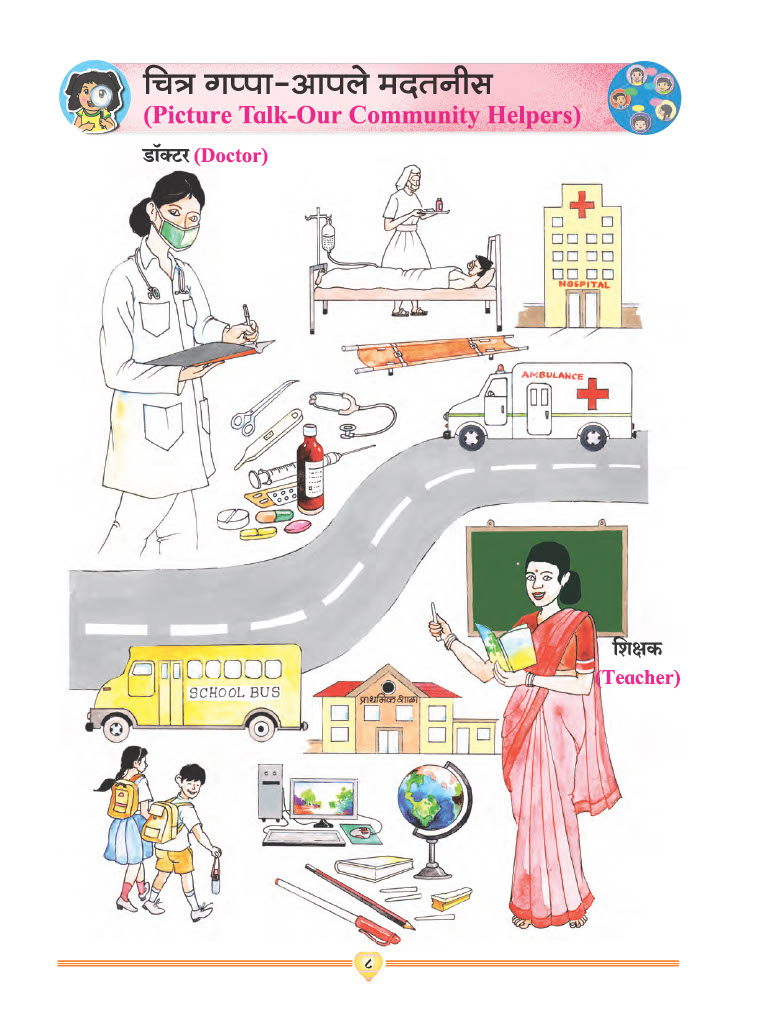 चित्र गप्पा-आपले मदतनीस
(Picture Talk-Our Community Helpers)
डॉक्टर (Doctor)
HOSPITAL
AMBULANCE
शिक्षक
(Teacher)
SCHOOL BUS
प्राथमिक शाळा
८